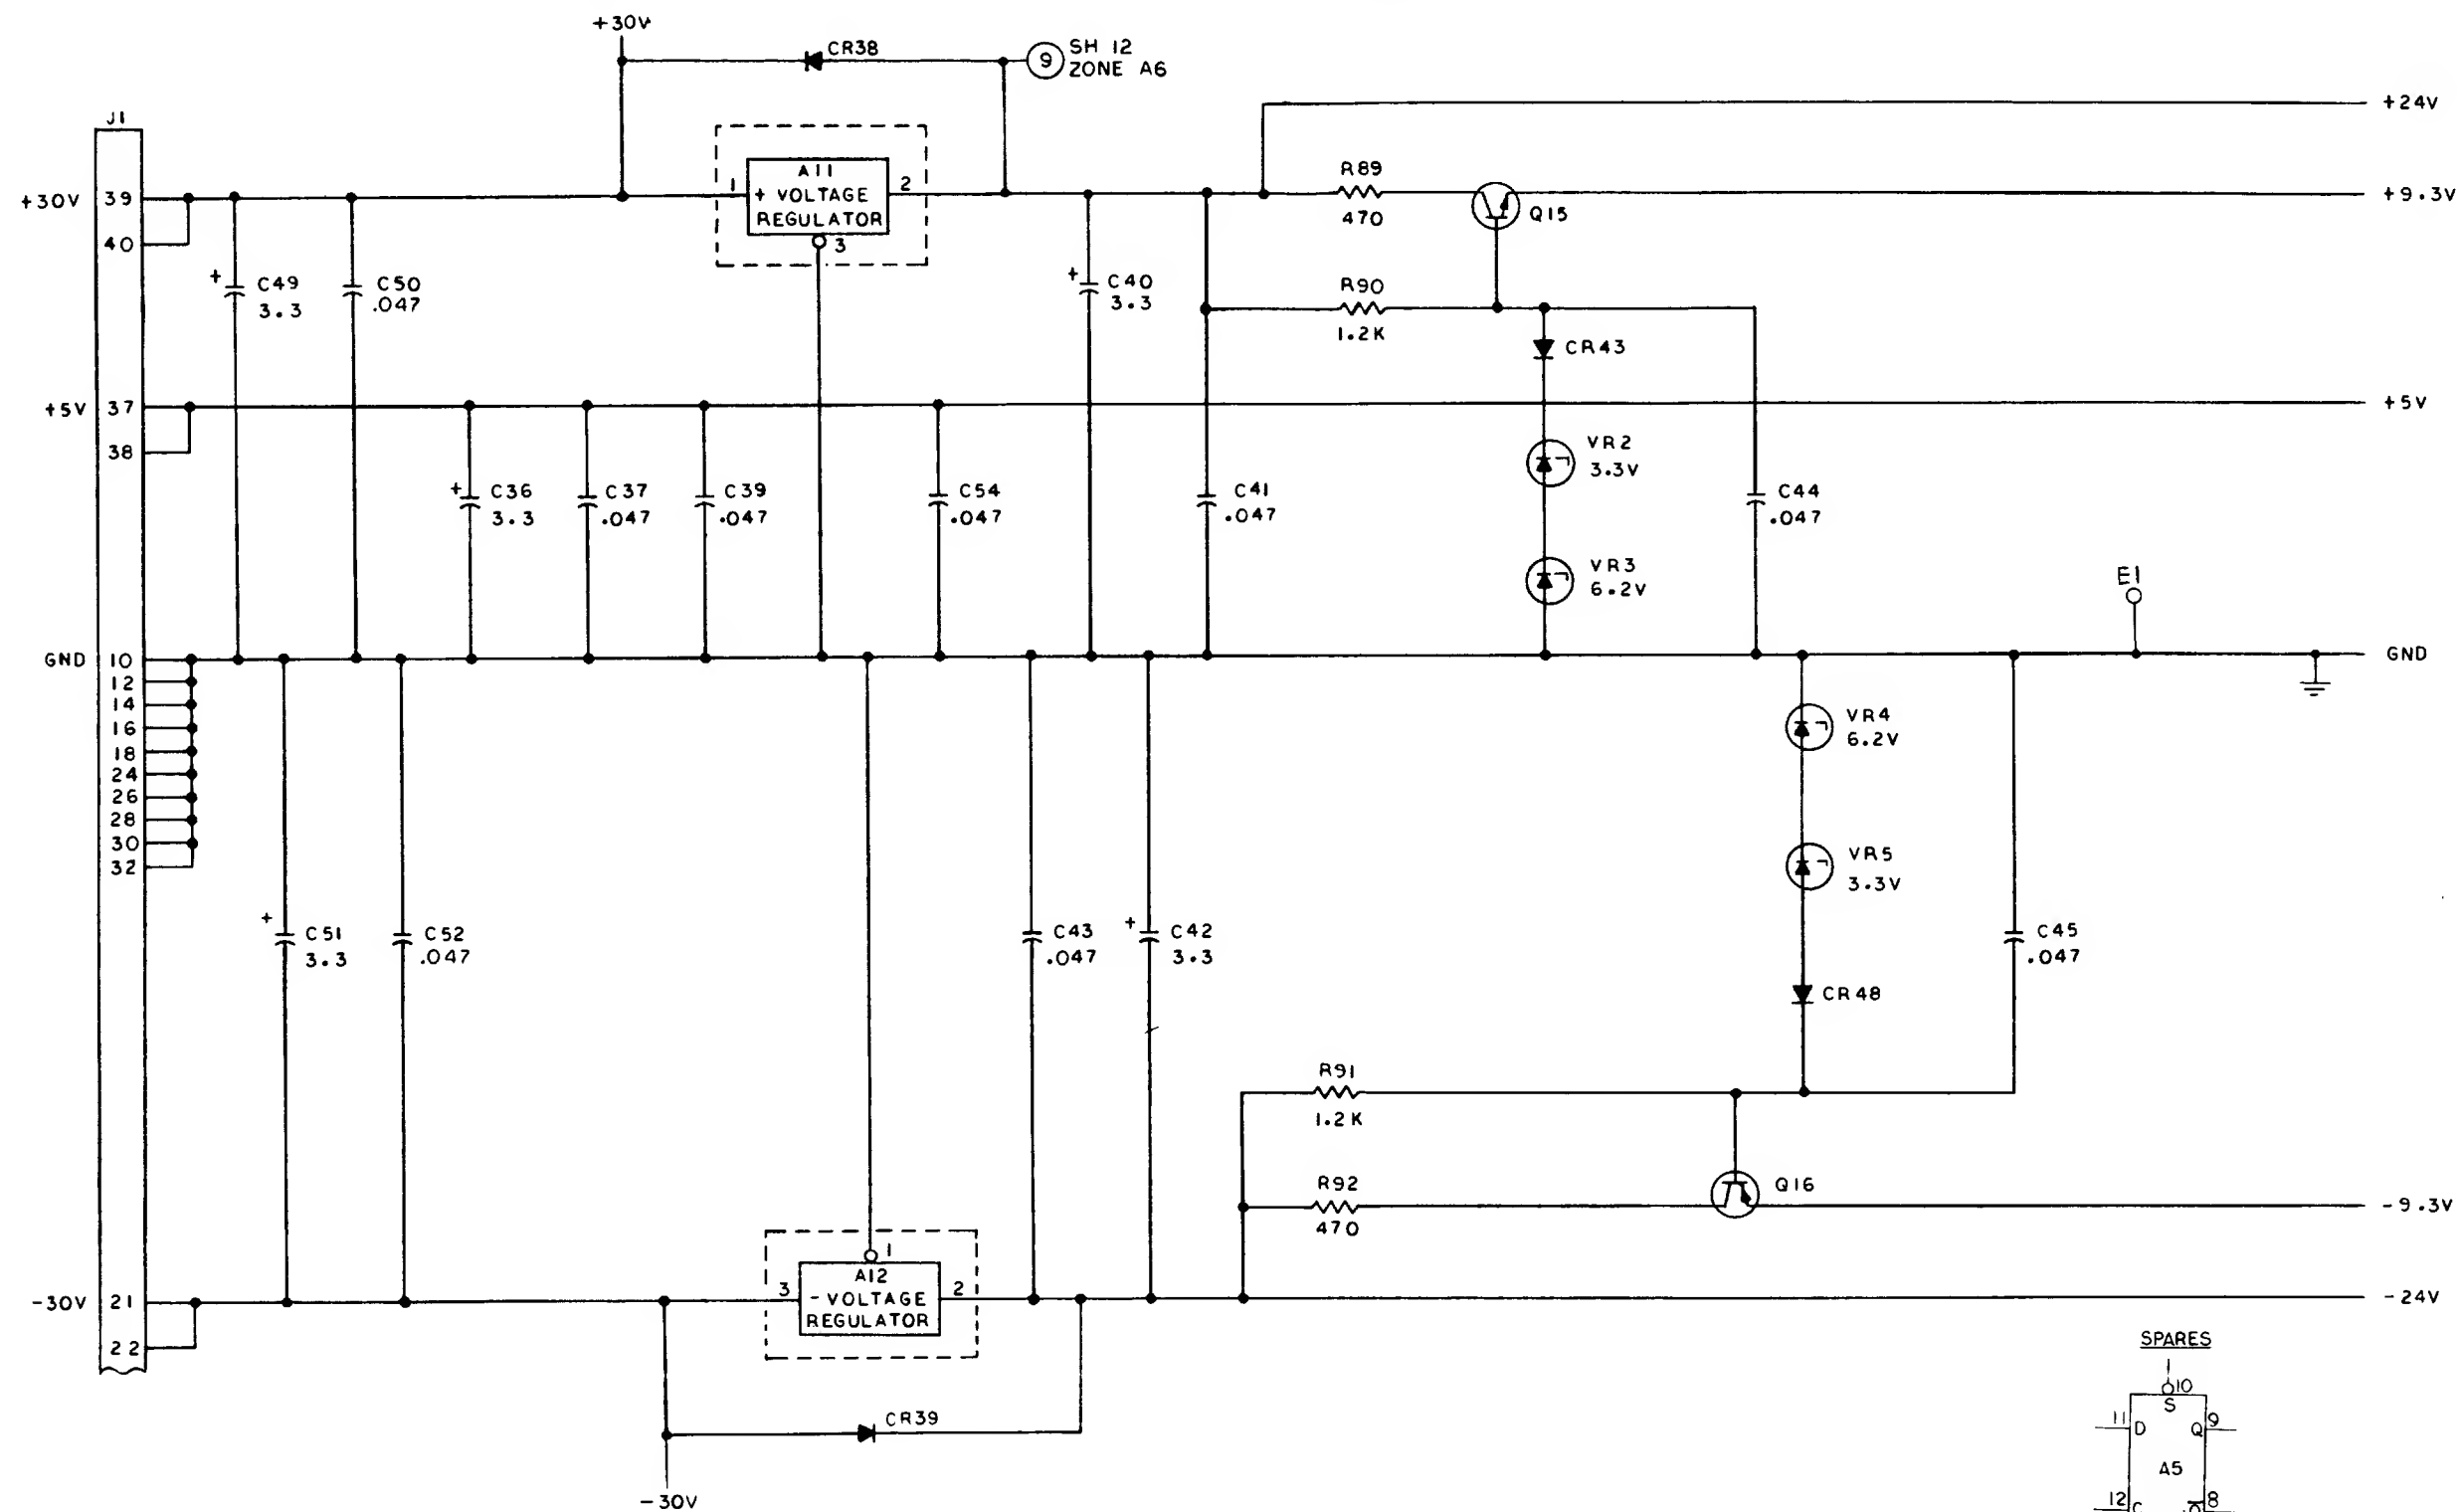 +30V
CR38
9
SH 12
ZONE A6
+24V
J1
A11
+ VOLTAGE
REGULATOR
1
2
3
R89
470
Q15
+9.3V
+30V
39
40
C49
3.3
+
C50
.047
C40
3.3
+
R90
1.2K
CR43
+5V
37
38
+5V
VR2
3.3V
C36
3.3
+
C37
.047
C39
.047
C54
.047
C41
.047
C44
.047
VR3
6.2V
E1
GND
10
12
14
16
18
24
26
28
30
32
GND
VR4
6.2V
VR5
3.3V
C51
3.3
+
C52
.047
C43
.047
C42
3.3
+
C45
.047
CR48
R91
1.2K
R92
470
Q16
-9.3V
1
A12
- VOLTAGE
REGULATOR
3
2
-30V
21
22
-24V
CR39
-30V
SPARES
10
S
11
D
Q
9
A5
12
C
8